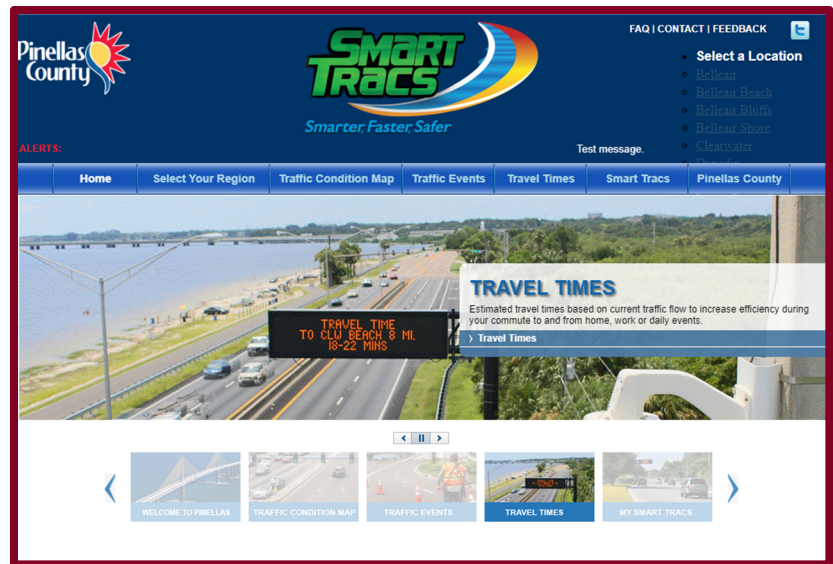 FAQ | CONTACT | FEEDBACK
Pinellas
County
SMART
TRACS
Smarter, Faster, Safer
Select a Location
Belleair
Belleair Beach
Belleair Bluffs
Belleair Shore
Clearwater
ALERTS:
Test message.
Home
Select Your Region
Traffic Condition Map
Traffic Events
Travel Times
Smart Tracs
Pinellas County
TRAVEL TIMES
Estimated travel times based on current traffic flow to increase efficiency during
your commute to and from home, work or daily events.
Travel Times
TRAVEL TIME
TO CLW BEACH 8 MI.
18-22 MINS
WELCOME TO PINELLAS
TRAFFIC CONDITION MAP
TRAFFIC EVENTS
TRAVEL TIMES
MY SMART TRACS